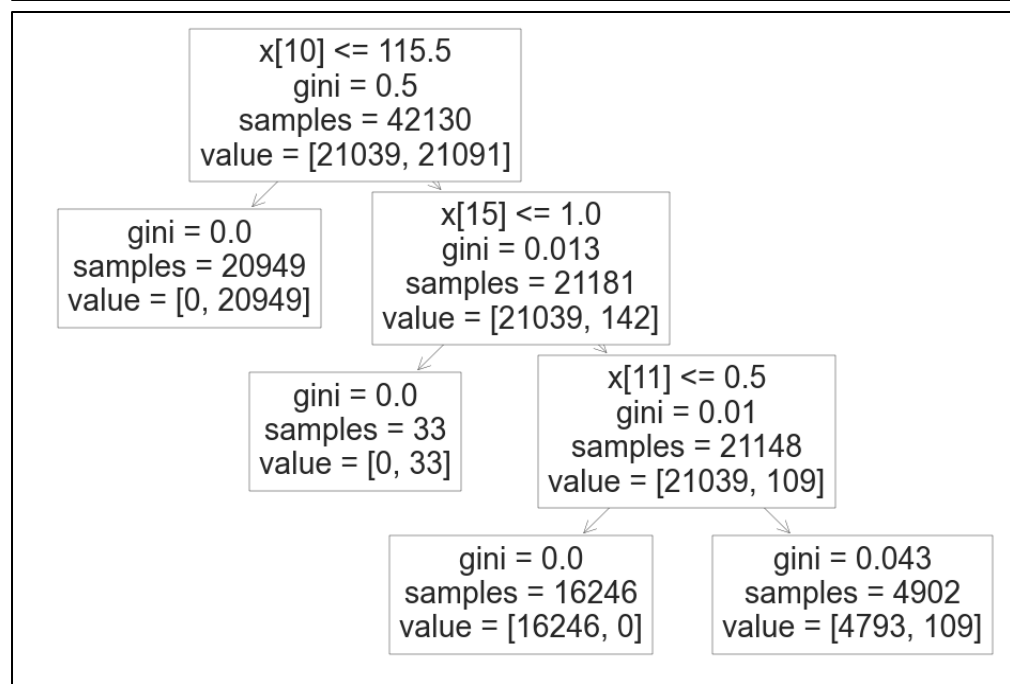 x[10] <= 115.5
gini = 0.5
samples = 42130
value = [21039, 21091]
gini = 0.0
samples = 20949
value = [0, 20949]
x[15] <= 1.0
gini = 0.013
samples = 21181
value = [21039, 142]
gini = 0.0
samples = 33
value = [0, 33]
x[11] <= 0.5
gini = 0.01
samples = 21148
value = [21039, 109]
gini = 0.0
samples = 16246
value = [16246, 0]
gini = 0.043
samples = 4902
value = [4793, 109]